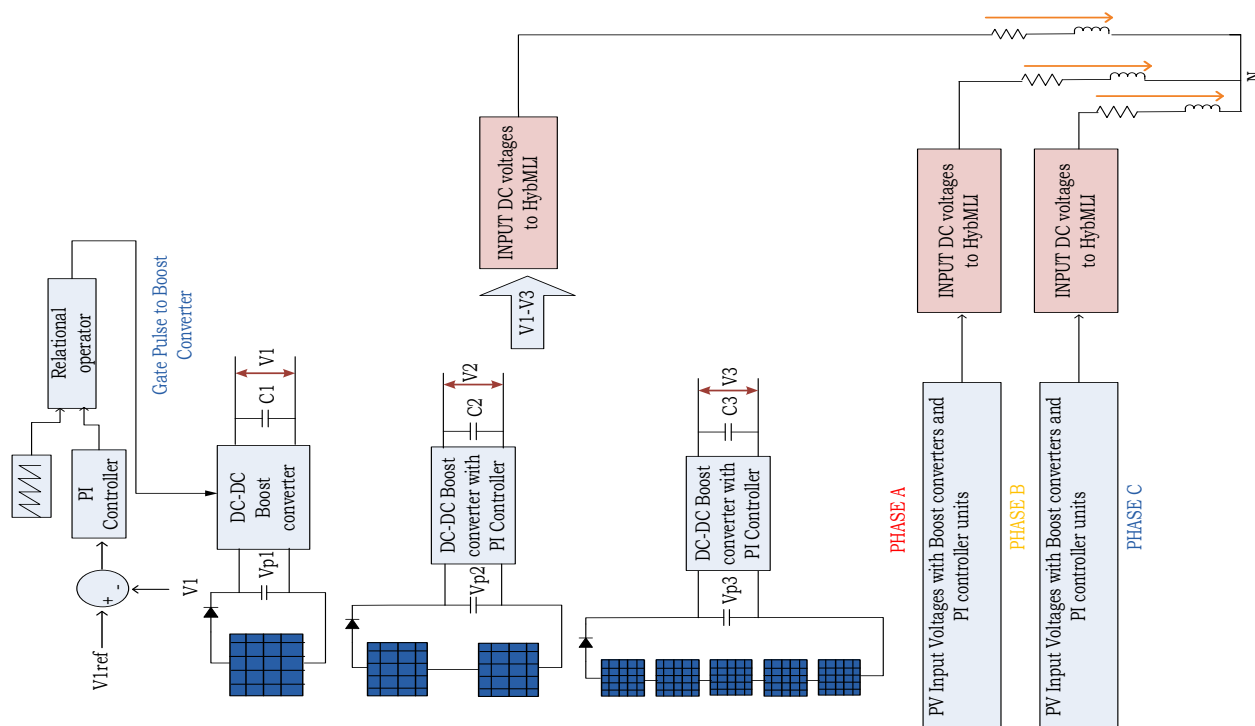 V1ref
+
-
V1
PI
Controller
Relational
operator
Gate Pulse to Boost
Converter
Vp1
DC-DC
Boost
converter
C1
V1
Vp2
DC-DC Boost
converter with
PI Controller
C2
V2
Vp3
DC-DC Boost
converter with
PI Controller
C3
V3
V1-V3
INPUT DC voltages
to HybMLI
PHASE A
PV Input Voltages with Boost converters and
PI controller units
INPUT DC voltages
to HybMLI
PHASE B
PV Input Voltages with Boost converters and
PI controller units
INPUT DC voltages
to HybMLI
PHASE C
N